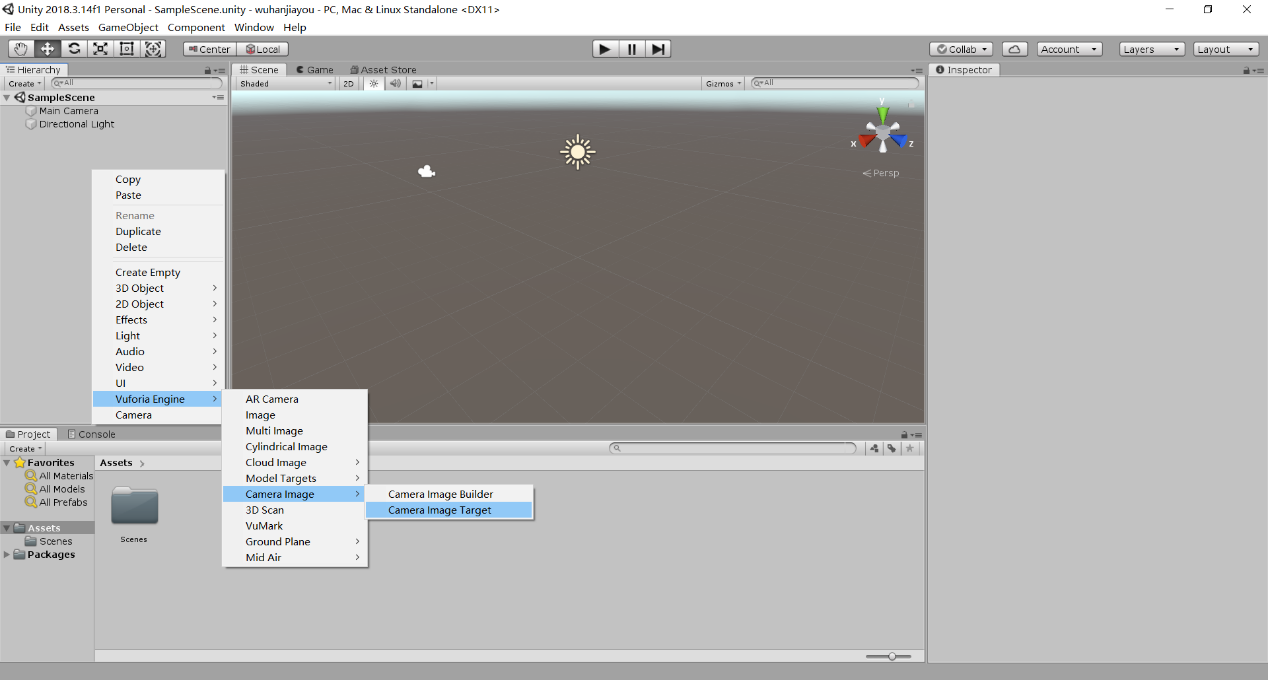 Unity 2018.3.14f1 Personal - SampleScene.unity - wuhanjiayou - PC, Mac & Linux Standalone <DX11>
File Edit Assets GameObject Component Window Help
Center Local Collab Account Layers Layout
Hierarchy Scene Game Asset Store Inspector
Create All Shaded 2D Gizmos All
SampleScene
Main Camera
Directional Light
y
x z
Persp
Copy
Paste
Rename
Duplicate
Delete
Create Empty
3D Object
2D Object
Effects
Light
Audio
Video
UI
Vuforia Engine
Camera
AR Camera
Image
Multi Image
Cylindrical Image
Cloud Image
Model Targets
Camera Image
3D Scan
VuMark
Ground Plane
Mid Air
Camera Image Builder
Camera Image Target
Project Console
Create
Favorites
All Materials
All Models
All Prefabs
Assets
Scenes
Packages
Assets
Scenes